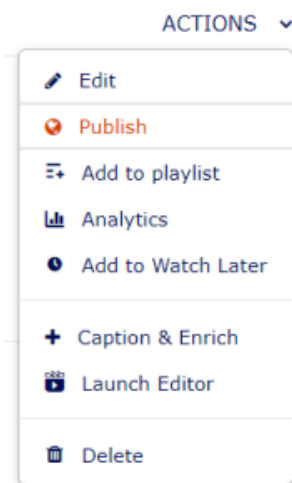 ACTIONS
Edit
Publish
Add to playlist
Analytics
Add to Watch Later
Caption & Enrich
Launch Editor
Delete